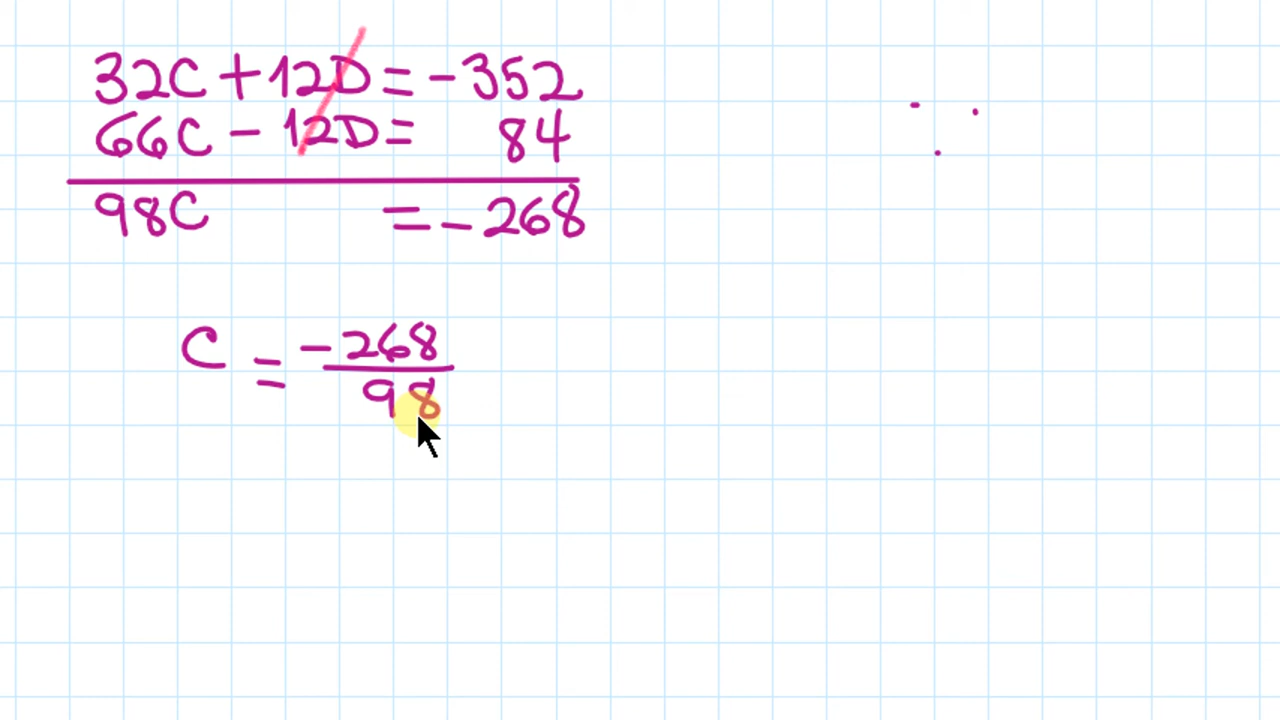 32C + 12D = -352
66C - 12D = 84
98C = -268
C = -268
98